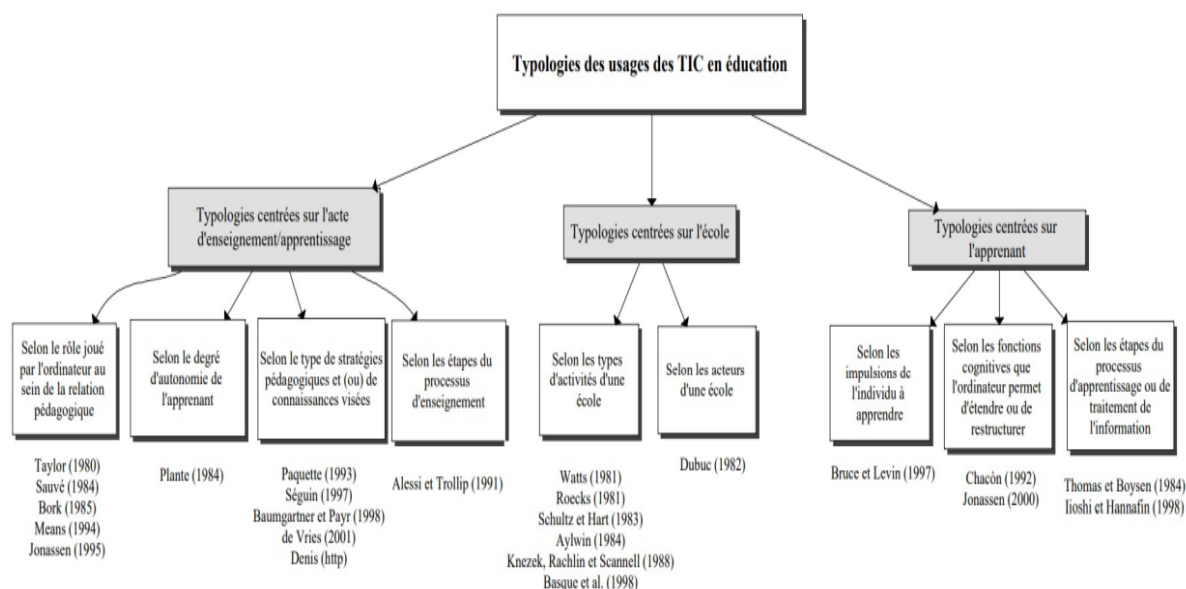 Typologies des usages des TIC en éducation
Typologies centrées sur l'acte
d'enseignement/apprentissage
Typologies centrées sur l'école
Typologies centrées sur
l'apprenant
Selon le rôle joué
par l'ordinateur au
sein de la relation
pédagogique
Selon le degré
d'autonomie de
l'apprenant
Selon le type de stratégies
pédagogiques et (ou) de
connaissances visées
Selon les étapes du
processus
d'enseignement
Selon les types
d'activités d'une
école
Selon les acteurs
d'une école
Selon les
impulsions de
l'individu à
apprendre
Selon les fonctions
cognitives que
l'ordinateur permet
d'étendre ou de
restructurer
Selon les étapes du
processus
d'apprentissage ou de
traitement de
l'information
Taylor (1980)
Sauvé (1984)
Bork (1985)
Means (1994)
Jonassen (1995)
Plante (1984)
Paquette (1993)
Séguin (1997)
Baumgartner et Payr (1998)
de Vries (2001)
Denis (http)
Alessi et Trollip (1991)
Watts (1981)
Roecks (1981)
Schultz et Hart (1983)
Aylwin (1984)
Knezek, Rachlin et Scannell (1988)
Basque et al. (1998)
Dubuc (1982)
Bruce et Levin (1997)
Chacòn (1992)
Jonassen (2000)
Thomas et Boysen (1984)
Iioshi et Hannafin (1998)